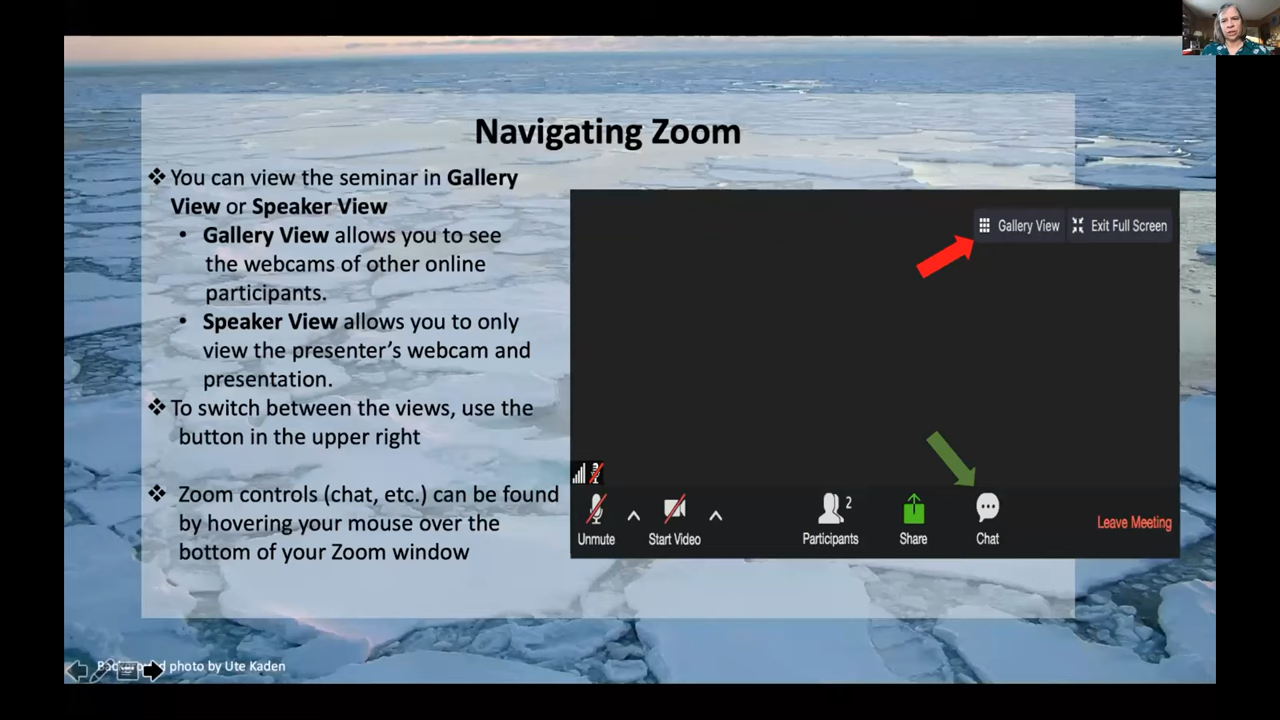 Navigating Zoom
❖ You can view the seminar in Gallery
View or Speaker View
• Gallery View allows you to see
the webcams of other online
participants.
• Speaker View allows you to only
view the presenter's webcam and
presentation.
❖ To switch between the views, use the
button in the upper right
❖ Zoom controls (chat, etc.) can be found
by hovering your mouse over the
bottom of your Zoom window
Gallery View Exit Full Screen
2
Unmute Start Video Participants Share Chat
Leave Meeting
Background photo by Ute Kaden